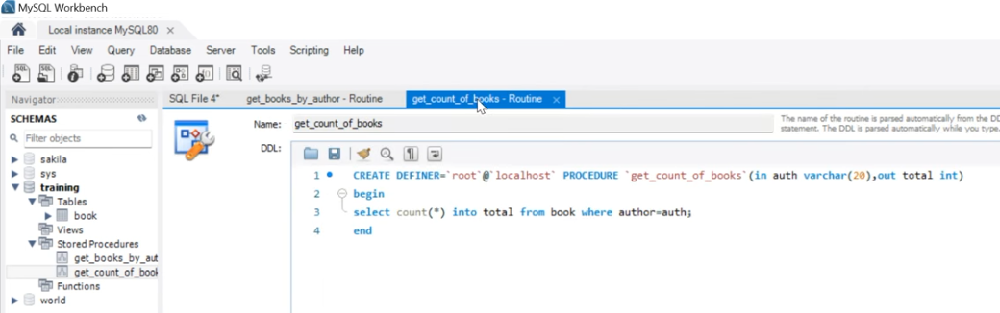 MySQL Workbench
Local instance MySQL80
File Edit View Query Database Server Tools Scripting Help
Navigator
SCHEMAS
Filter objects
sakila
sys
training
Tables
book
Views
Stored Procedures
get_books_by_aut
get_count_of_book
Functions
world
SQL File 4* get_books_by_author - Routine get_count_of_books - Routine
Name: get_count_of_books
The name of the routine is parsed automatically from the DD
statement. The DDL is parsed automatically while you type.
DDL:
1 CREATE DEFINER=`root`@`localhost` PROCEDURE `get_count_of_books`(in auth varchar(20),out total int)
2 begin
3 select count(*) into total from book where author=auth;
4 end